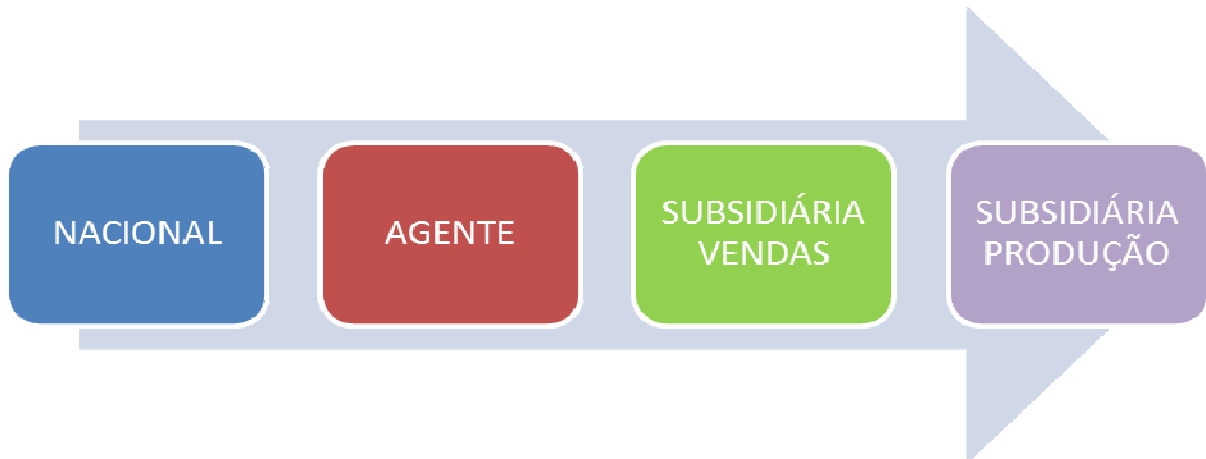 NACIONAL
AGENTE
SUBSIDIÁRIA
VENDAS
SUBSIDIÁRIA
PRODUÇÃO